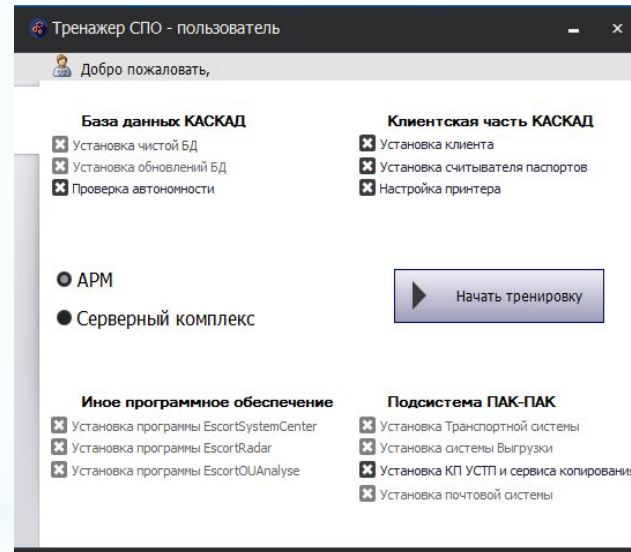 Тренажер СПО - пользователь
Добро пожаловать,
База данных КАСКАД
Установка чистой БД
Установка обновлений БД
Проверка автономности
Клиентская часть КАСКАД
Установка клиента
Установка считывателя паспортов
Настройка принтера
АРМ
Серверный комплекс
Начать тренировку
Иное программное обеспечение
Установка программы EscortSystemCenter
Установка программы EscortRadar
Установка программы EscortOUAnalyse
Подсистема ПАК-ПАК
Установка Транспортной системы
Установка системы Выгрузки
Установка КП УСТП и сервиса копирования
Установка почтовой системы